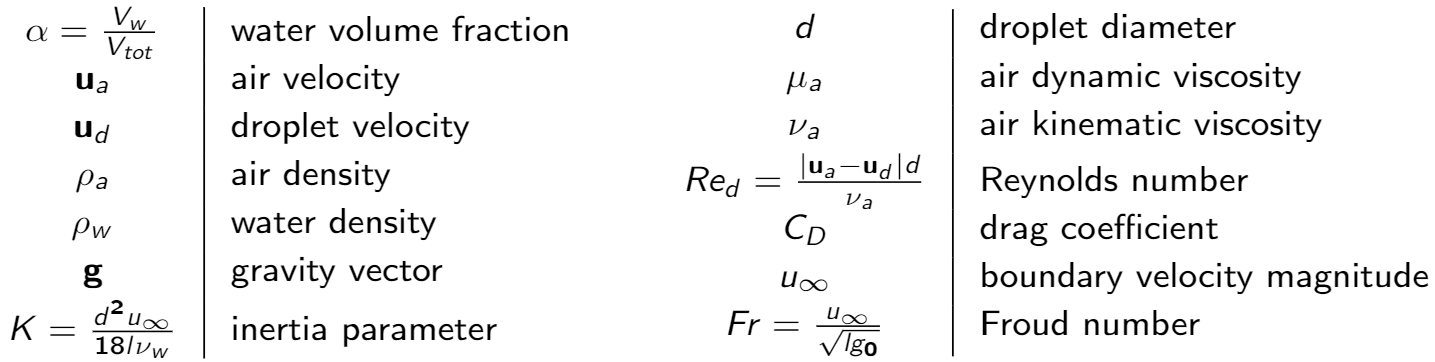 α = V_w / V_tot | water volume fraction
u_a | air velocity
u_d | droplet velocity
ρ_a | air density
ρ_w | water density
g | gravity vector
K = d² u_∞ / 18lν_w | inertia parameter
d | droplet diameter
μ_a | air dynamic viscosity
ν_a | air kinematic viscosity
Re_d = |u_a − u_d| d / ν_a | Reynolds number
C_D | drag coefficient
u_∞ | boundary velocity magnitude
Fr = u_∞ / √(lg_0) | Froud number